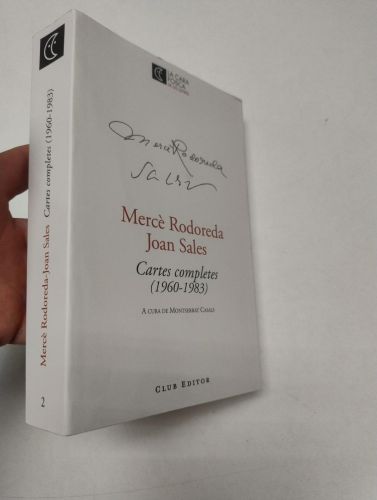 LA CARA
FOSCA
Mercè Rodoreda
Sales
Mercè Rodoreda
Joan Sales
Cartes completes
(1960-1983)
A CURA DE MONTSERRAT CASALS
CLUB EDITOR
Mercè Rodoreda-Joan Sales Cartes completes (1960-1983)
2